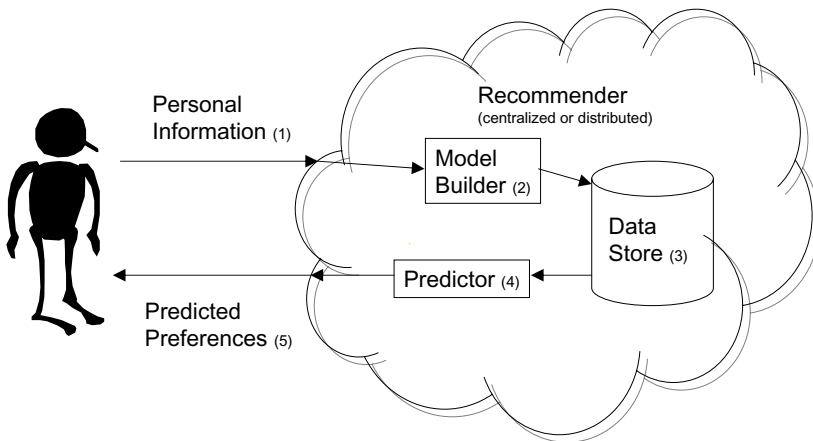 Personal
Information (1)
Recommender
(centralized or distributed)
Model
Builder (2)
Data
Store (3)
Predictor (4)
Predicted
Preferences (5)